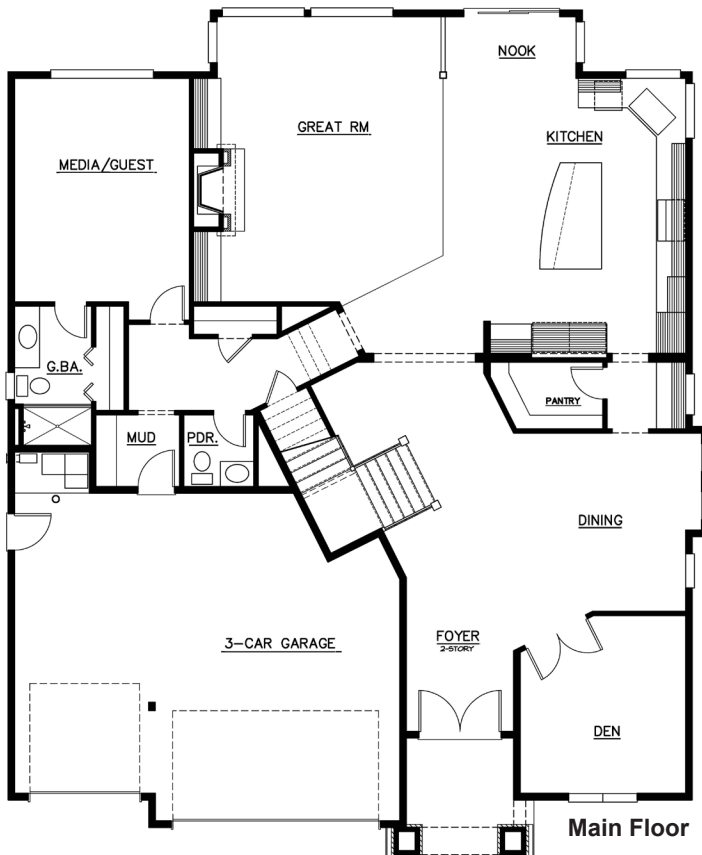 NOOK
GREAT RM
KITCHEN
MEDIA/GUEST
G.BA.
PANTRY
MUD
PDR.
DINING
FOYER
2-STORY
3-CAR GARAGE
DEN
Main Floor